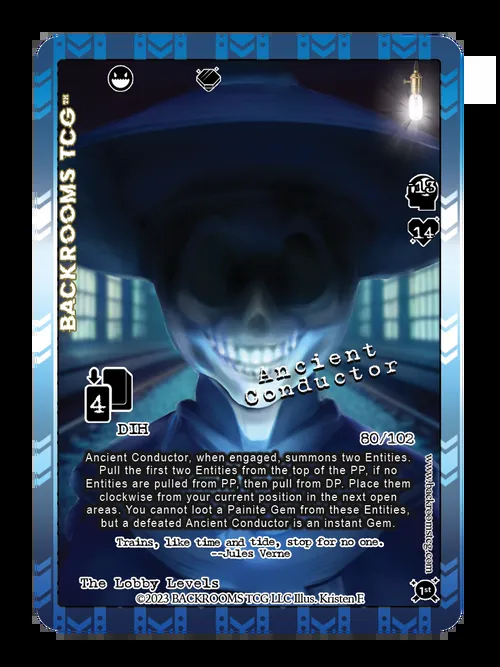 BACKROOMS TCG™
13
14
Ancient
Conductor
4
DIH
80/102
Ancient Conductor, when engaged, summons two Entities.
Pull the first two Entities from the top of the PP, if no
Entities are pulled from PP, then pull from DP. Place them
clockwise from your current position in the next open
areas. You cannot loot a Painite Gem from these Entities,
but a defeated Ancient Conductor is an instant Gem.
Trains, like time and tide, stop for no one.
--Jules Verne
www.backroomstcg.com
The Lobby Levels
©2023 BACKROOMS TCG LLC Illus. Kristen F.
1st